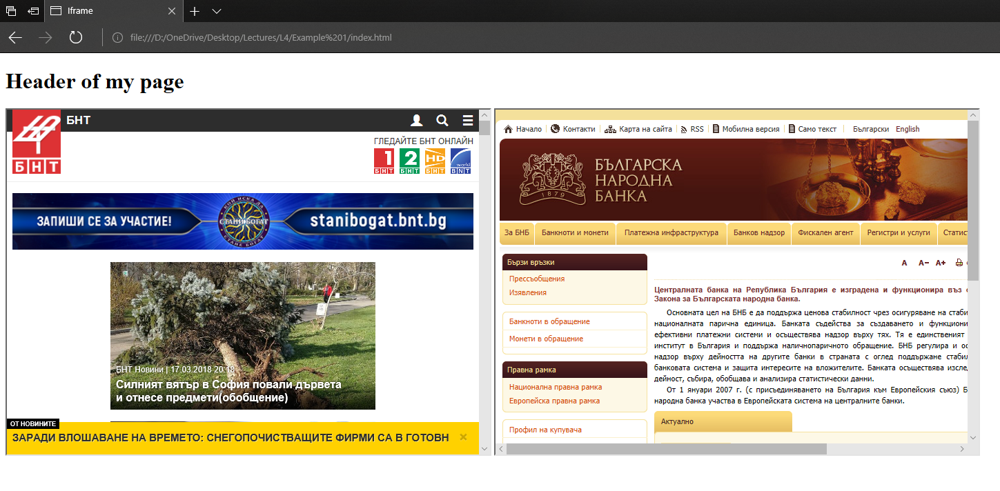 Iframe
file:///D:/OneDrive/Desktop/Lectures/L4/Example%201/index.html
Header of my page
БНТ
БНТ
ГЛЕДАЙТЕ БНТ ОНЛАЙН
1 2 HD world
БНТ БНТ БНТ BNT
ЗАПИШИ СЕ ЗА УЧАСТИЕ!
КОЙ ИСКА ДА
СТАНЕ БОГАТ
stanibogat.bnt.bg
БНТ Новини | 17.03.2018 20:18
Силният вятър в София повали дървета
и отнесе предмети(обобщение)
ОТ НОВИНИТЕ
ЗАРАДИ ВЛОШАВАНЕ НА ВРЕМЕТО: СНЕГОПОЧИСТВАЩИТЕ ФИРМИ СА В ГОТОВН
Начало Контакти Карта на сайта RSS Мобилна версия Само текст Български English
БЪЛГАРСКА
НАРОДНА
БАНКА
1879
За БНБ Банкноти и монети Платежна инфраструктура Банков надзор Фискален агент Регистри и услуги Статис
Бързи връзки
Прессъобщения
Изявления
Банкноти в обращение
Монети в обращение
Правна рамка
Национална правна рамка
Европейска правна рамка
Профил на купувача
A A− A+
Централната банка на Република България е изградена и функционира въз
Закона за Българската народна банка.
Основната цел на БНБ е да поддържа ценова стабилност чрез осигуряване на стаби
националната парична единица. Банката съдейства за създаването и функциони
ефективни платежни системи и осъществява надзор върху тях. Тя е единственият
институт в България и поддържа наличнопаричното обращение. БНБ регулира и ос
надзор върху дейността на другите банки в страната с оглед поддържане стабил
банковата система и защита интересите на вложителите. Банката осъществява изслед
дейност, събира, обобщава и анализира статистически данни.
От 1 януари 2007 г. (с присъединяването на България към Европейския съюз) Б
народна банка участва в Европейската система на централните банки.
Актуално